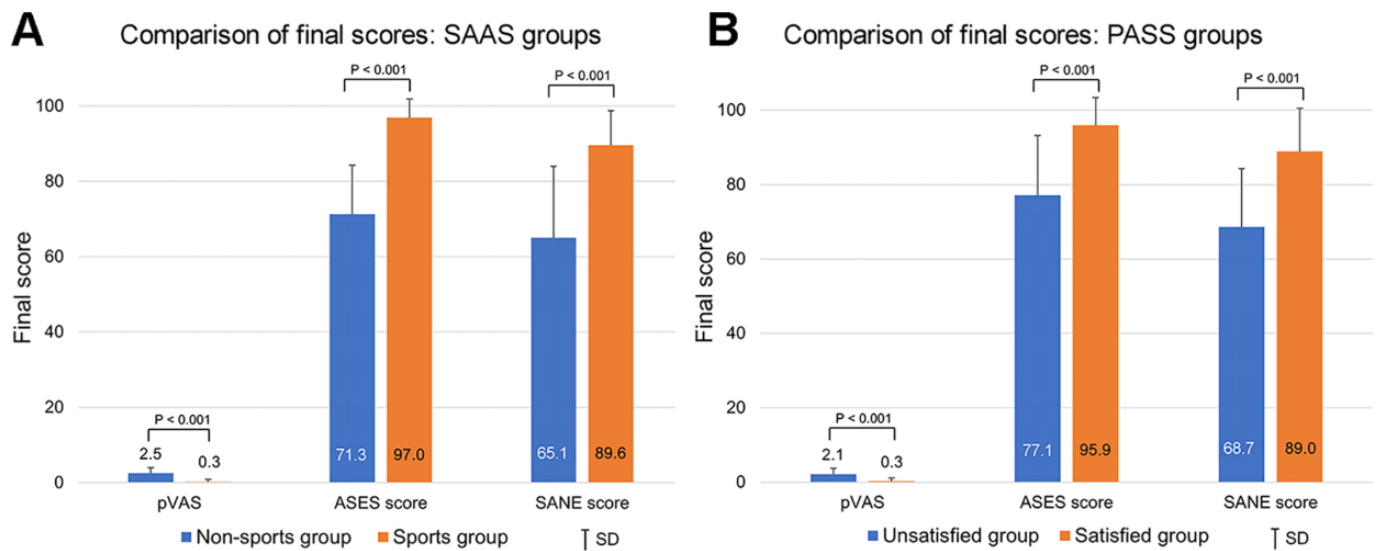 A Comparison of final scores: SAAS groups
P < 0.001
P < 0.001
100
80
60
40
20
0
Final score
P < 0.001
2.5
0.3
71.3
97.0
65.1
89.6
pVAS
ASES score
SANE score
Non-sports group
Sports group
SD
B Comparison of final scores: PASS groups
P < 0.001
P < 0.001
100
80
60
40
20
0
Final score
P < 0.001
2.1
0.3
77.1
95.9
68.7
89.0
pVAS
ASES score
SANE score
Unsatisfied group
Satisfied group
SD